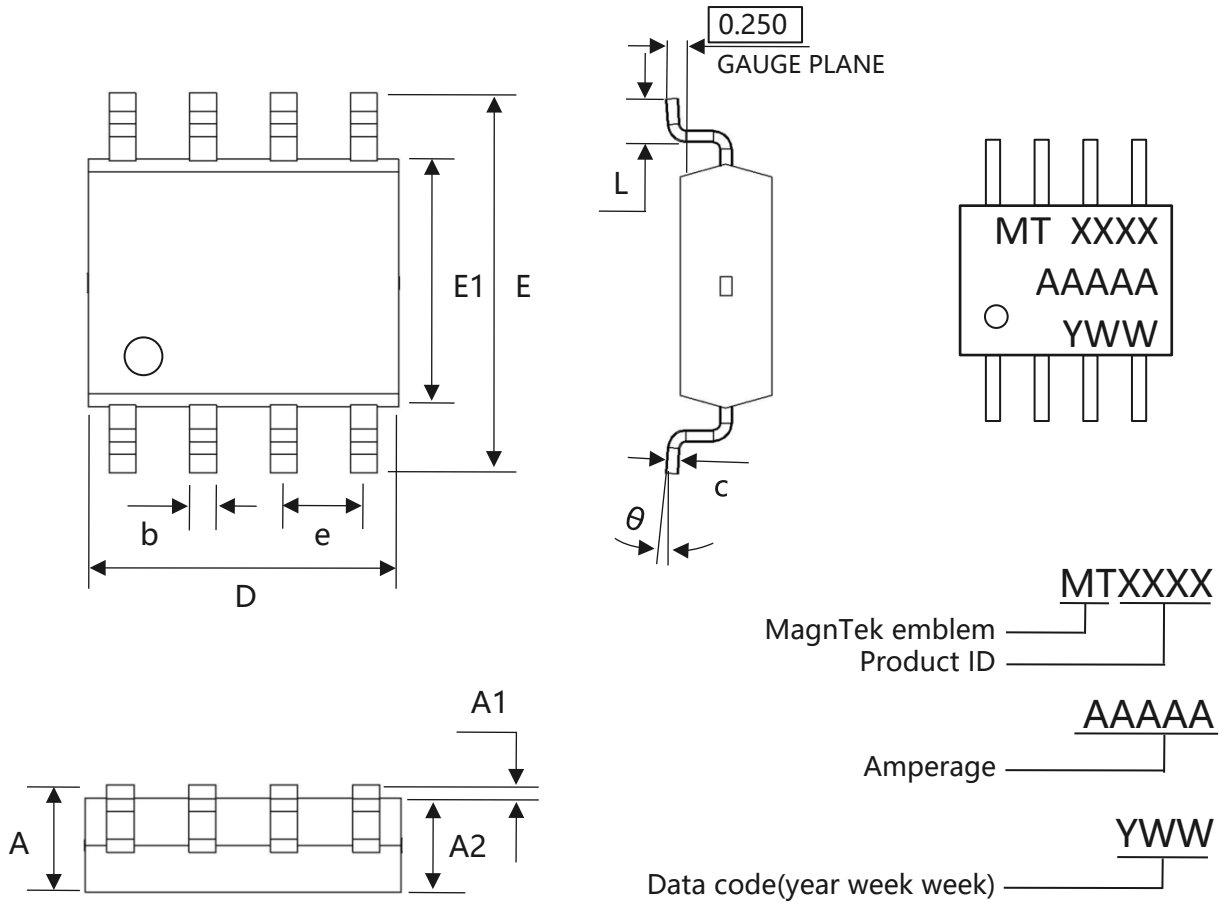 0.250
GAUGE PLANE
L
E1
E
MT XXXX
AAAAA
YWW
b
e
D
c
θ
MTXXXX
MagnTek emblem
Product ID
AAAAA
Amperage
YWW
Data code(year week week)
A1
A
A2